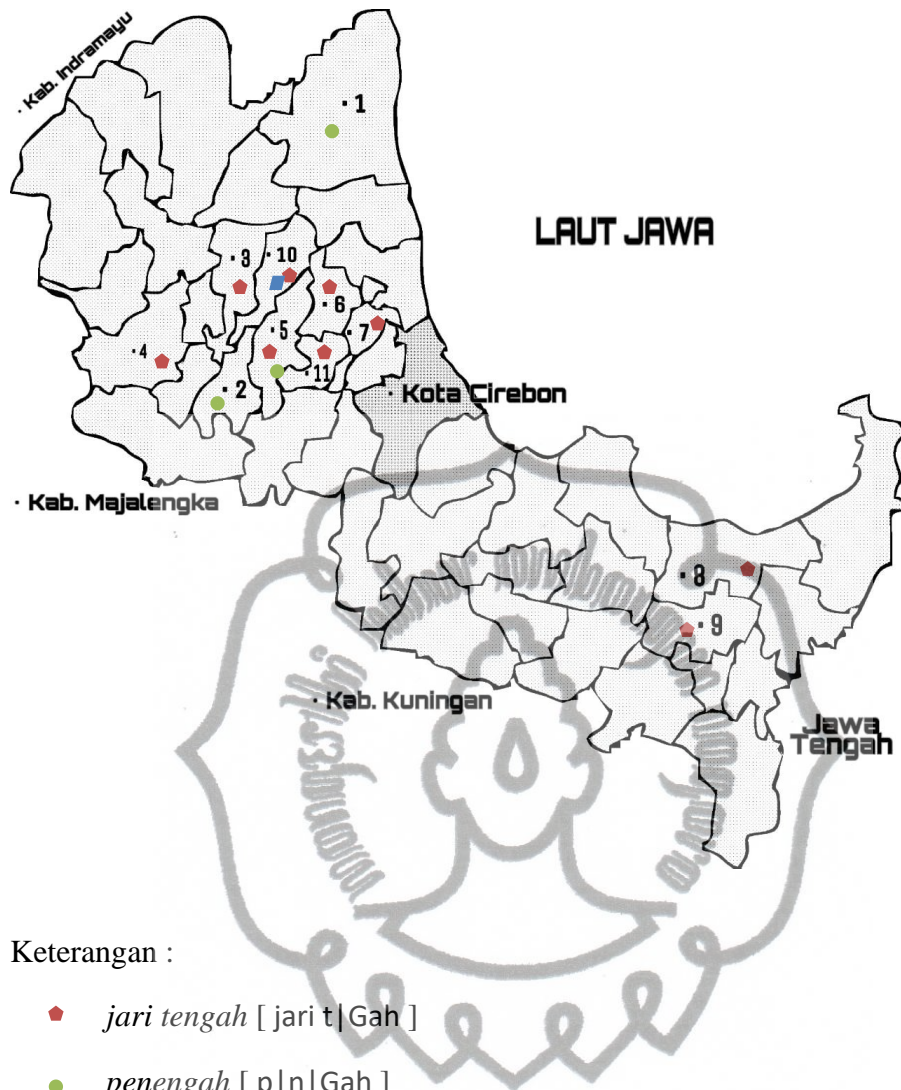 · Kab. Indramayu
· 1
LAUT JAWA
· 3
· 10
· 6
· 5
· 7
· 4
· 11
· 2
· Kota Cirebon
· Kab. Majalengka
· 8
· 9
· Kab. Kuningan
Jawa
Tengah
Keterangan :
jari tengah [ jari t|Gah ]
penengah [ p|n|Gah ]